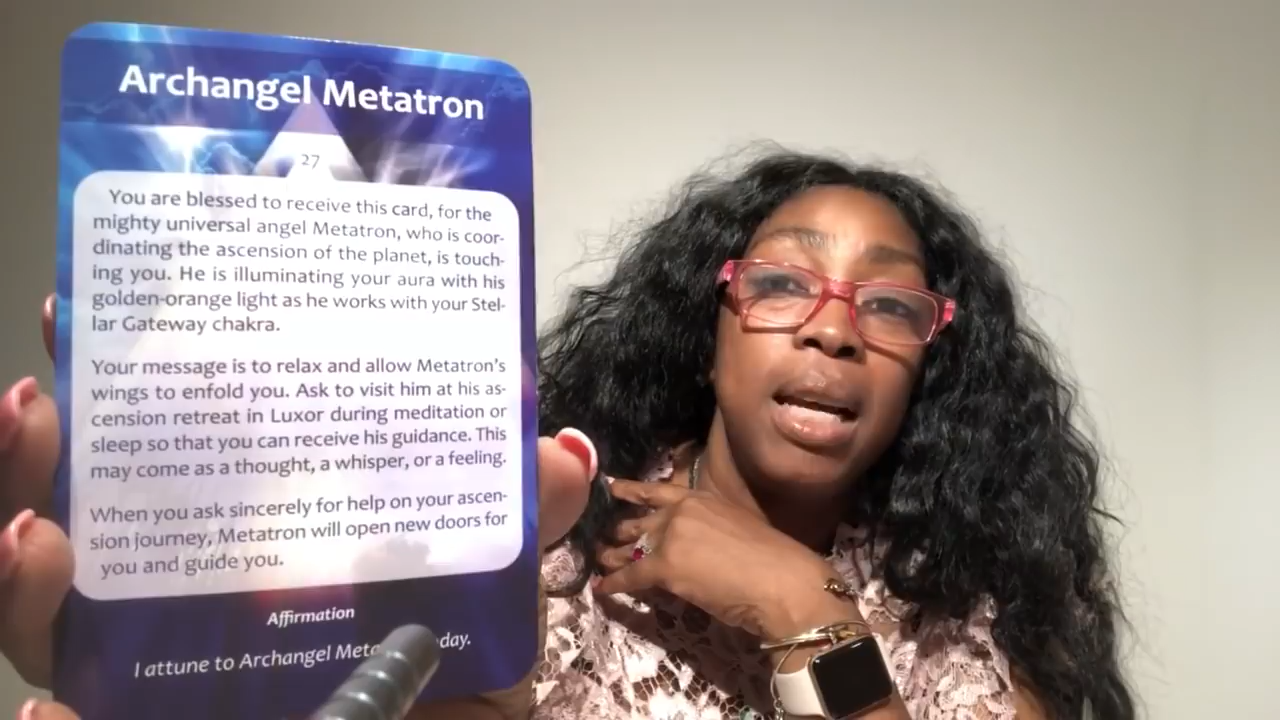 Archangel Metatron
27
You are blessed to receive this card, for the
mighty universal angel Metatron, who is coor-
dinating the ascension of the planet, is touch-
ing you. He is illuminating your aura with his
golden-orange light as he works with your Stel-
lar Gateway chakra.
Your message is to relax and allow Metatron's
wings to enfold you. Ask to visit him at his as-
cension retreat in Luxor during meditation or
sleep so that you can receive his guidance. This
may come as a thought, a whisper, or a feeling.
When you ask sincerely for help on your ascen-
sion journey, Metatron will open new doors for
you and guide you.
Affirmation
I attune to Archangel